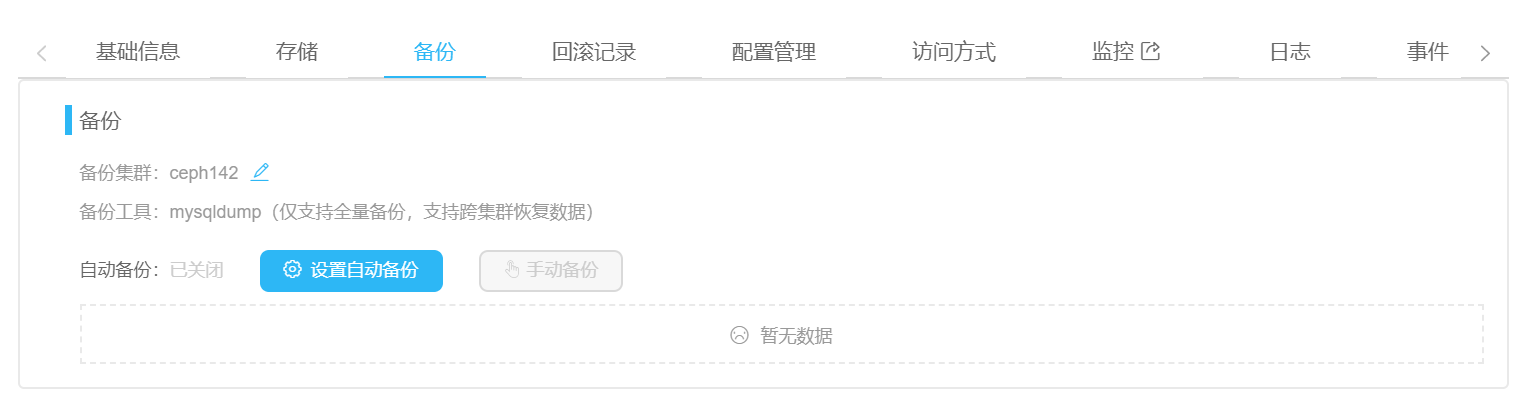 基础信息 存储 备份 回滚记录 配置管理 访问方式 监控 日志 事件
备份
备份集群：ceph142
备份工具：mysqldump（仅支持全量备份，支持跨集群恢复数据）
自动备份：已关闭 设置自动备份 手动备份
暂无数据